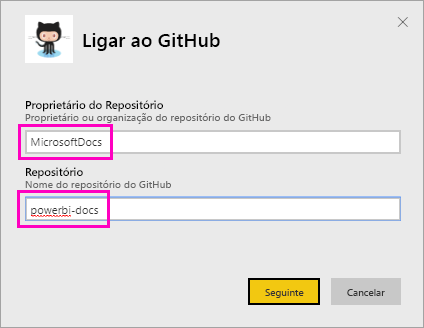 Ligar ao GitHub
Proprietário do Repositório
Proprietário ou organização do repositório do GitHub
MicrosoftDocs
Repositório
Nome do repositório do GitHub
powerbi-docs
Seguinte
Cancelar